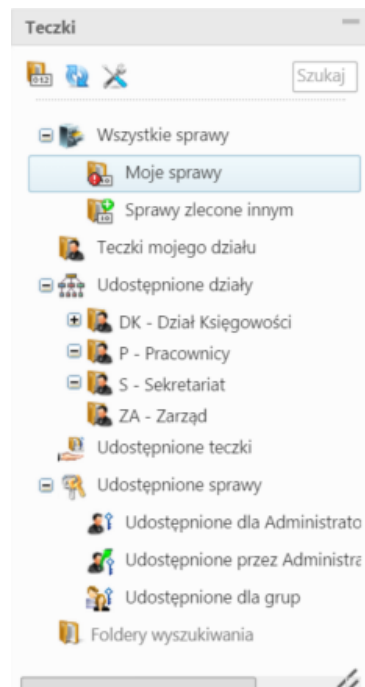 Teczki
Szukaj
Wszystkie sprawy
Moje sprawy
Sprawy zlecone innym
Teczki mojego działu
Udostępnione działy
DK - Dział Księgowości
P - Pracownicy
S - Sekretariat
ZA - Zarząd
Udostępnione teczki
Udostępnione sprawy
Udostępnione dla Administrato
Udostępnione przez Administra
Udostępnione dla grup
Foldery wyszukiwania